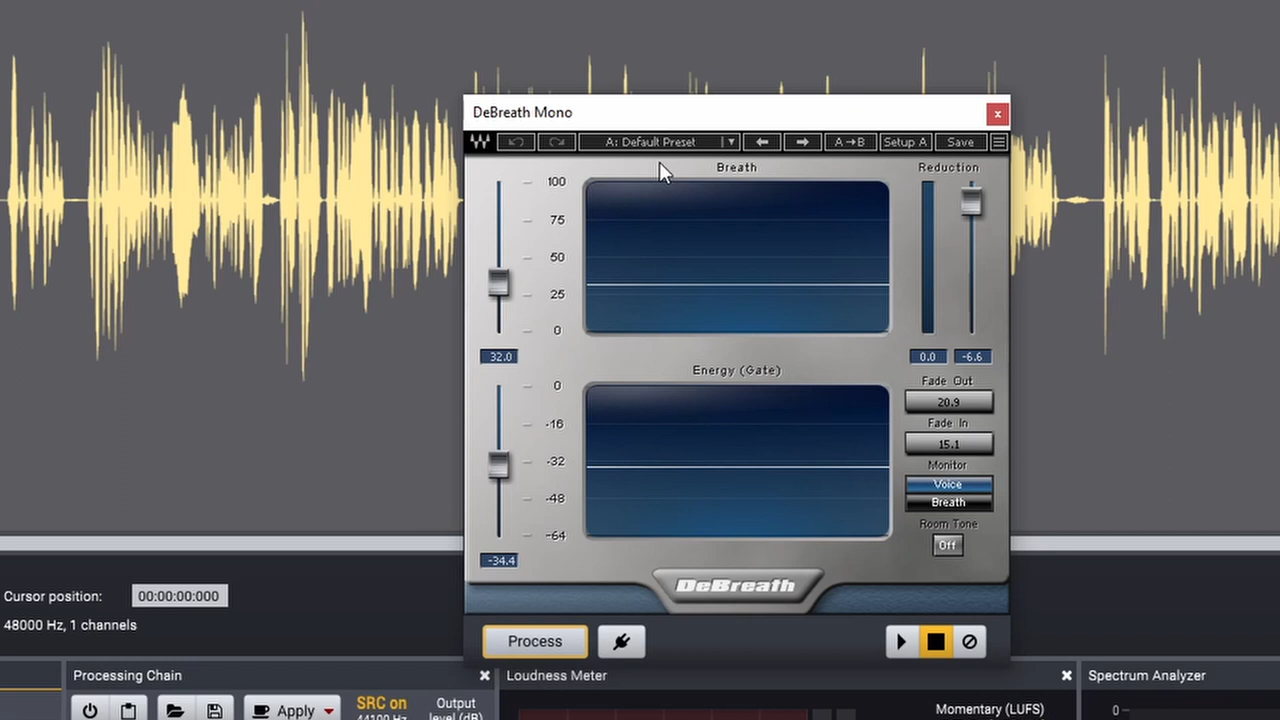 DeBreath Mono
x
A: Default Preset
A→B
Setup A
Save
Breath
Reduction
100
75
50
25
0
32.0
0.0
-6.6
Energy (Gate)
0
-16
-32
-48
-64
-34.4
Fade Out
20.9
Fade In
15.1
Monitor
Voice
Breath
Room Tone
Off
DeBreath
Process
Cursor position:
00:00:00:000
48000 Hz, 1 channels
Processing Chain
Loudness Meter
Spectrum Analyzer
Apply
SRC on
44100 Hz
Output
level (dB)
Momentary (LUFS)
0